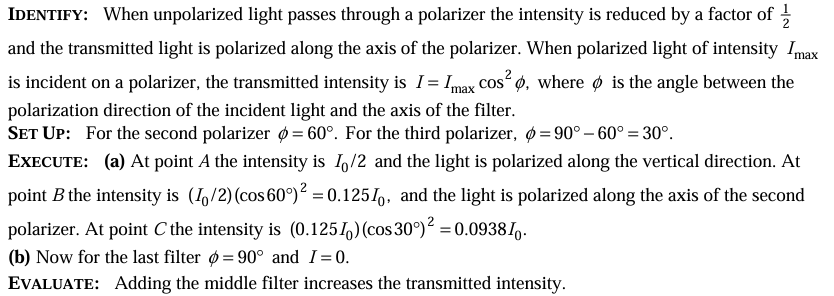 IDENTIFY: When unpolarized light passes through a polarizer the intensity is reduced by a factor of 1/2
and the transmitted light is polarized along the axis of the polarizer. When polarized light of intensity I_max
is incident on a polarizer, the transmitted intensity is I = I_max cos² ϕ, where ϕ is the angle between the
polarization direction of the incident light and the axis of the filter.
SET UP: For the second polarizer ϕ = 60°. For the third polarizer, ϕ = 90° − 60° = 30°.
EXECUTE: (a) At point A the intensity is I₀/2 and the light is polarized along the vertical direction. At
point B the intensity is (I₀/2)(cos60°)² = 0.125I₀, and the light is polarized along the axis of the second
polarizer. At point C the intensity is (0.125I₀)(cos30°)² = 0.0938I₀.
(b) Now for the last filter ϕ = 90° and I = 0.
EVALUATE: Adding the middle filter increases the transmitted intensity.